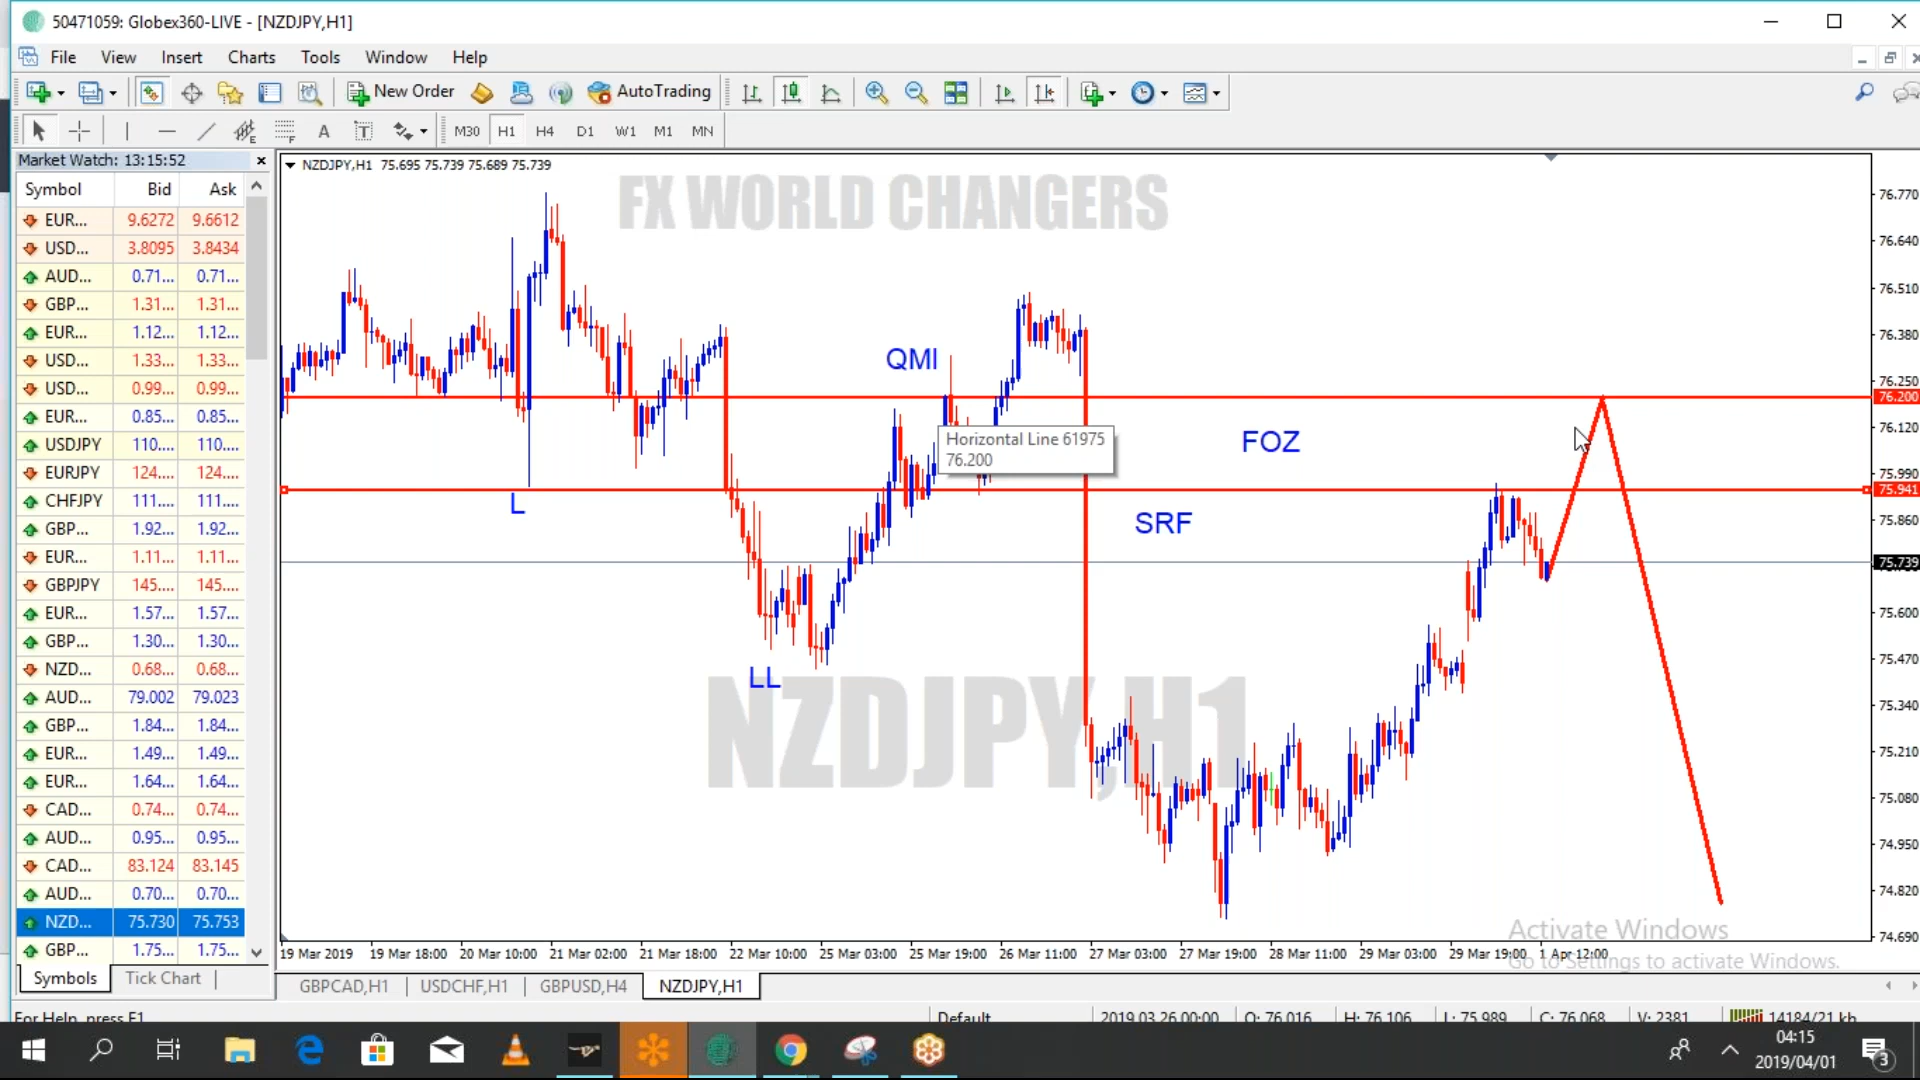 50471059: Globex360-LIVE - [NZDJPY,H1]
File View Insert Charts Tools Window Help
New Order AutoTrading
A T M30 H1 H4 D1 W1 M1 MN
Market Watch: 13:15:52
Symbol Bid Ask
EUR... 9.6272 9.6612
USD... 3.8095 3.8434
AUD... 0.71... 0.71...
GBP... 1.31... 1.31...
EUR... 1.12... 1.12...
USD... 1.33... 1.33...
USD... 0.99... 0.99...
EUR... 0.85... 0.85...
USDJPY 110.... 110....
EURJPY 124.... 124....
CHFJPY 111.... 111....
GBP... 1.92... 1.92...
EUR... 1.11... 1.11...
GBPJPY 145.... 145....
EUR... 1.57... 1.57...
GBP... 1.30... 1.30...
NZD... 0.68... 0.68...
AUD... 79.002 79.023
GBP... 1.84... 1.84...
EUR... 1.49... 1.49...
EUR... 1.64... 1.64...
CAD... 0.74... 0.74...
AUD... 0.95... 0.95...
CAD... 83.124 83.145
AUD... 0.70... 0.70...
NZD... 75.730 75.753
GBP... 1.75... 1.75...
Symbols Tick Chart
NZDJPY,H1 75.695 75.739 75.689 75.739
FX WORLD CHANGERS
QMI
Horizontal Line 61975
76.200
FOZ
L
SRF
LL
NZDJPY,H1
76.770
76.640
76.510
76.380
76.250
76.200
76.120
75.990
75.941
75.860
75.739
75.600
75.470
75.340
75.210
75.080
74.950
74.820
74.690
Activate Windows
Go to Settings to activate Windows.
19 Mar 2019 19 Mar 18:00 20 Mar 10:00 21 Mar 02:00 21 Mar 18:00 22 Mar 10:00 25 Mar 03:00 25 Mar 19:00 26 Mar 11:00 27 Mar 03:00 27 Mar 19:00 28 Mar 11:00 29 Mar 03:00 29 Mar 19:00 1 Apr 12:00
GBPCAD,H1 USDCHF,H1 GBPUSD,H4 NZDJPY,H1
For Help, press F1 Default 2019.03.26 00:00 O: 76.016 H: 76.106 L: 75.989 C: 76.068 V: 2381 14184/21 kb
04:15
2019/04/01
3